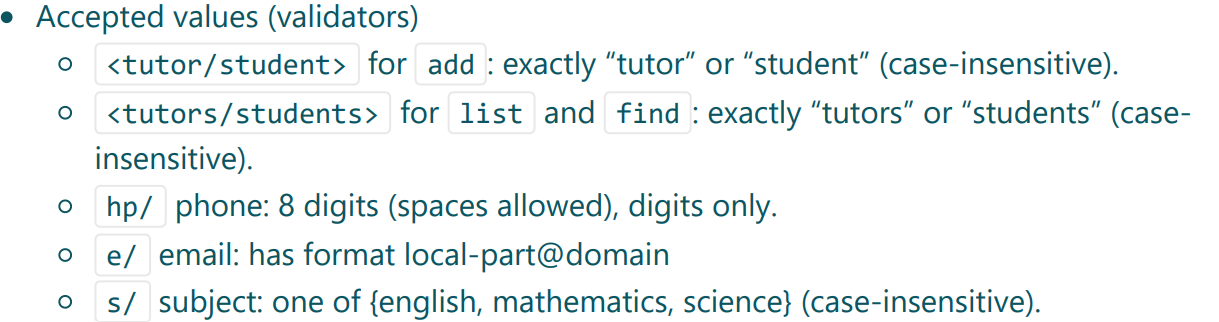 Accepted values (validators)
<tutor/student> for add : exactly “tutor” or “student” (case-insensitive).
<tutors/students> for list and find : exactly “tutors” or “students” (case-
insensitive).
hp/ phone: 8 digits (spaces allowed), digits only.
e/ email: has format local-part@domain
s/ subject: one of {english, mathematics, science} (case-insensitive).